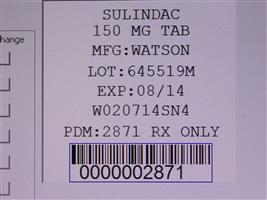 SULINDAC
150 MG TAB
hange
MFG:WATSON
LOT:645519M
EXP:08/14
W020714SN4
PDM:2871 RX ONLY
0000002871